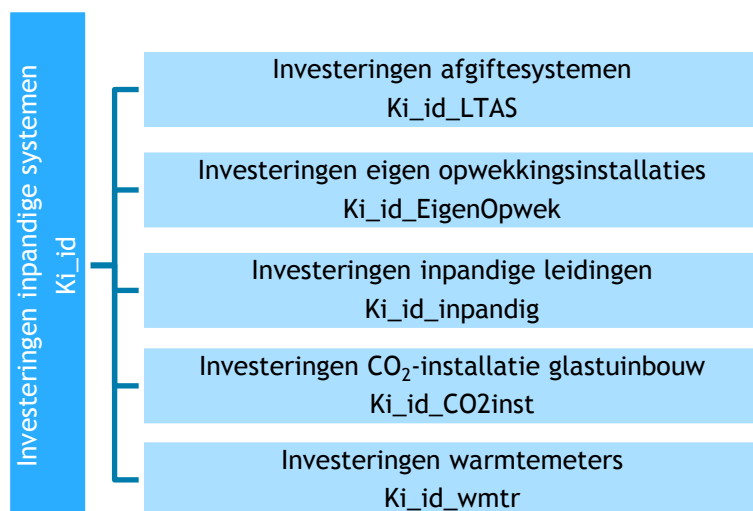 Investeringen inpandige systemen
Ki_id
Investeringen afgiftesystemen
Ki_id_LTAS
Investeringen eigen opwekkingsinstallaties
Ki_id_EigenOpwek
Investeringen inpandige leidingen
Ki_id_inpandig
Investeringen CO₂-installatie glastuinbouw
Ki_id_CO2inst
Investeringen warmtemeters
Ki_id_wmtr